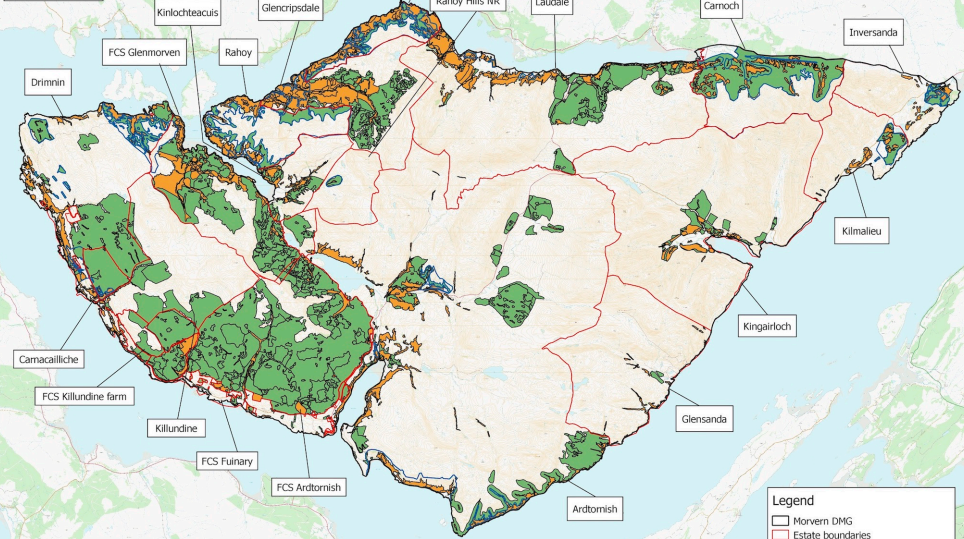 Kinlochteacuis
Glencripsdale
Rahoy Hills NR
Laudale
Carnoch
Inversanda
FCS Glenmorven
Rahoy
Drimnin
Kilmalieu
Kingairloch
Carnacailliche
FCS Killundine farm
Killundine
Glensanda
FCS Fuinary
FCS Ardtornish
Ardtornish
Legend
Morvern DMG
Estate boundaries